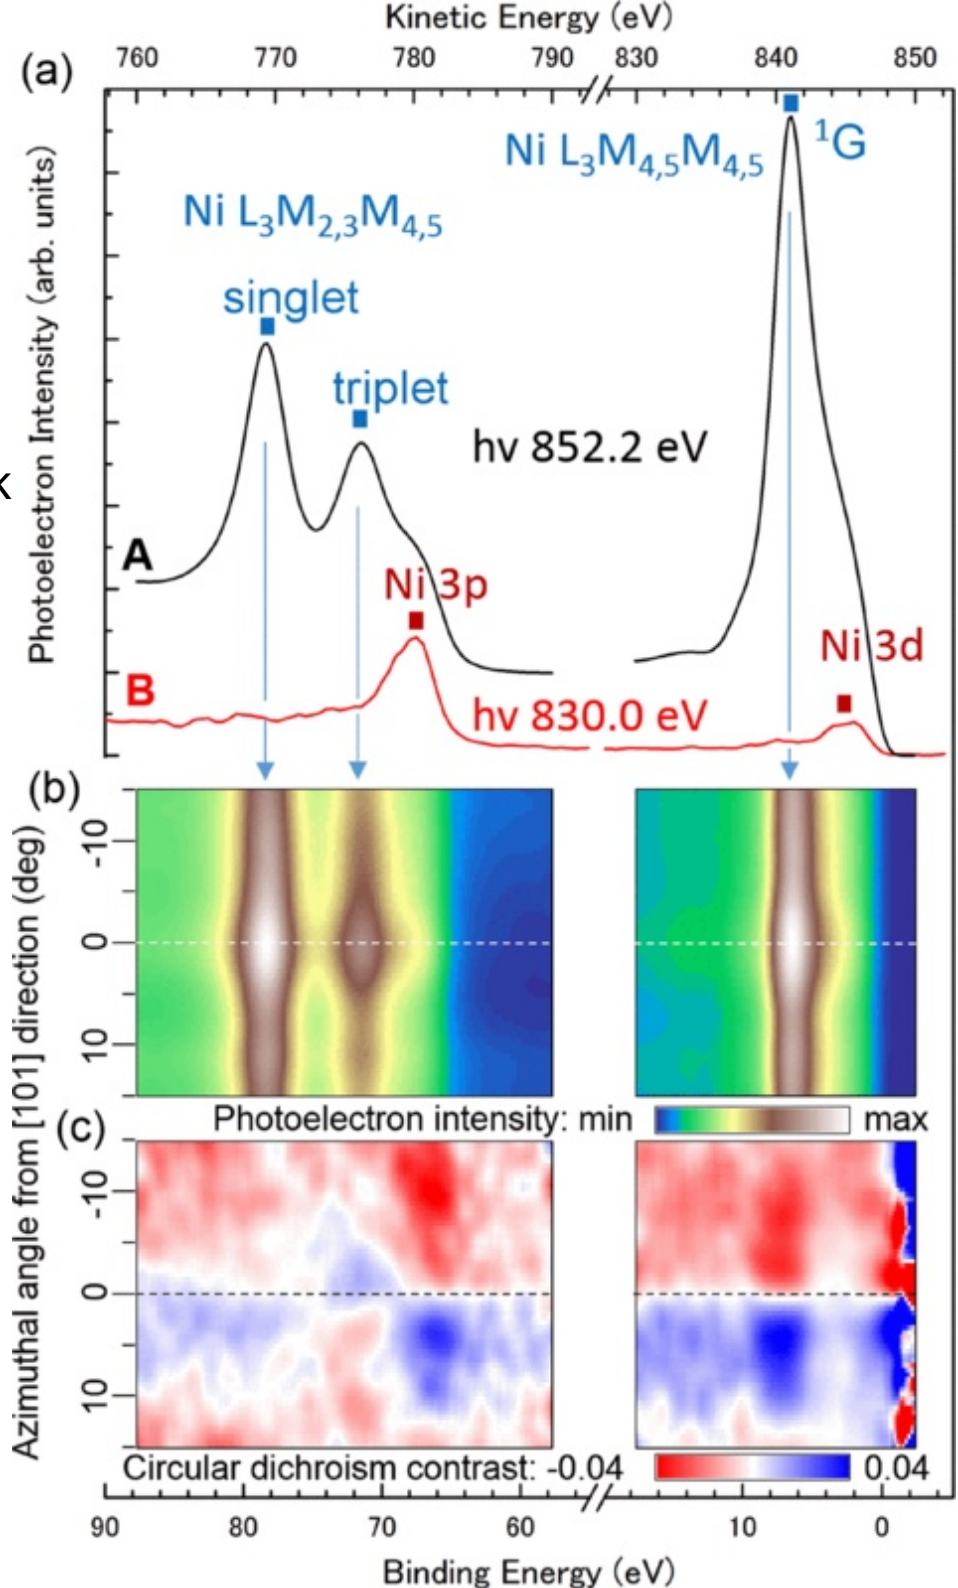 Kinetic Energy (eV)
(a) 760 770 780 790 830 840 850
Photoelectron Intensity (arb. units)
Ni L3M4,5M4,5 ¹G
Ni L3M2,3M4,5
singlet
triplet
hν 852.2 eV
k
A
Ni 3p
Ni 3d
B
hν 830.0 eV
(b)
Azimuthal angle from [101] direction (deg)
-10
0
10
Photoelectron intensity: min max
(c)
-10
0
10
Circular dichroism contrast: -0.04 0.04
90 80 70 60 10 0
Binding Energy (eV)